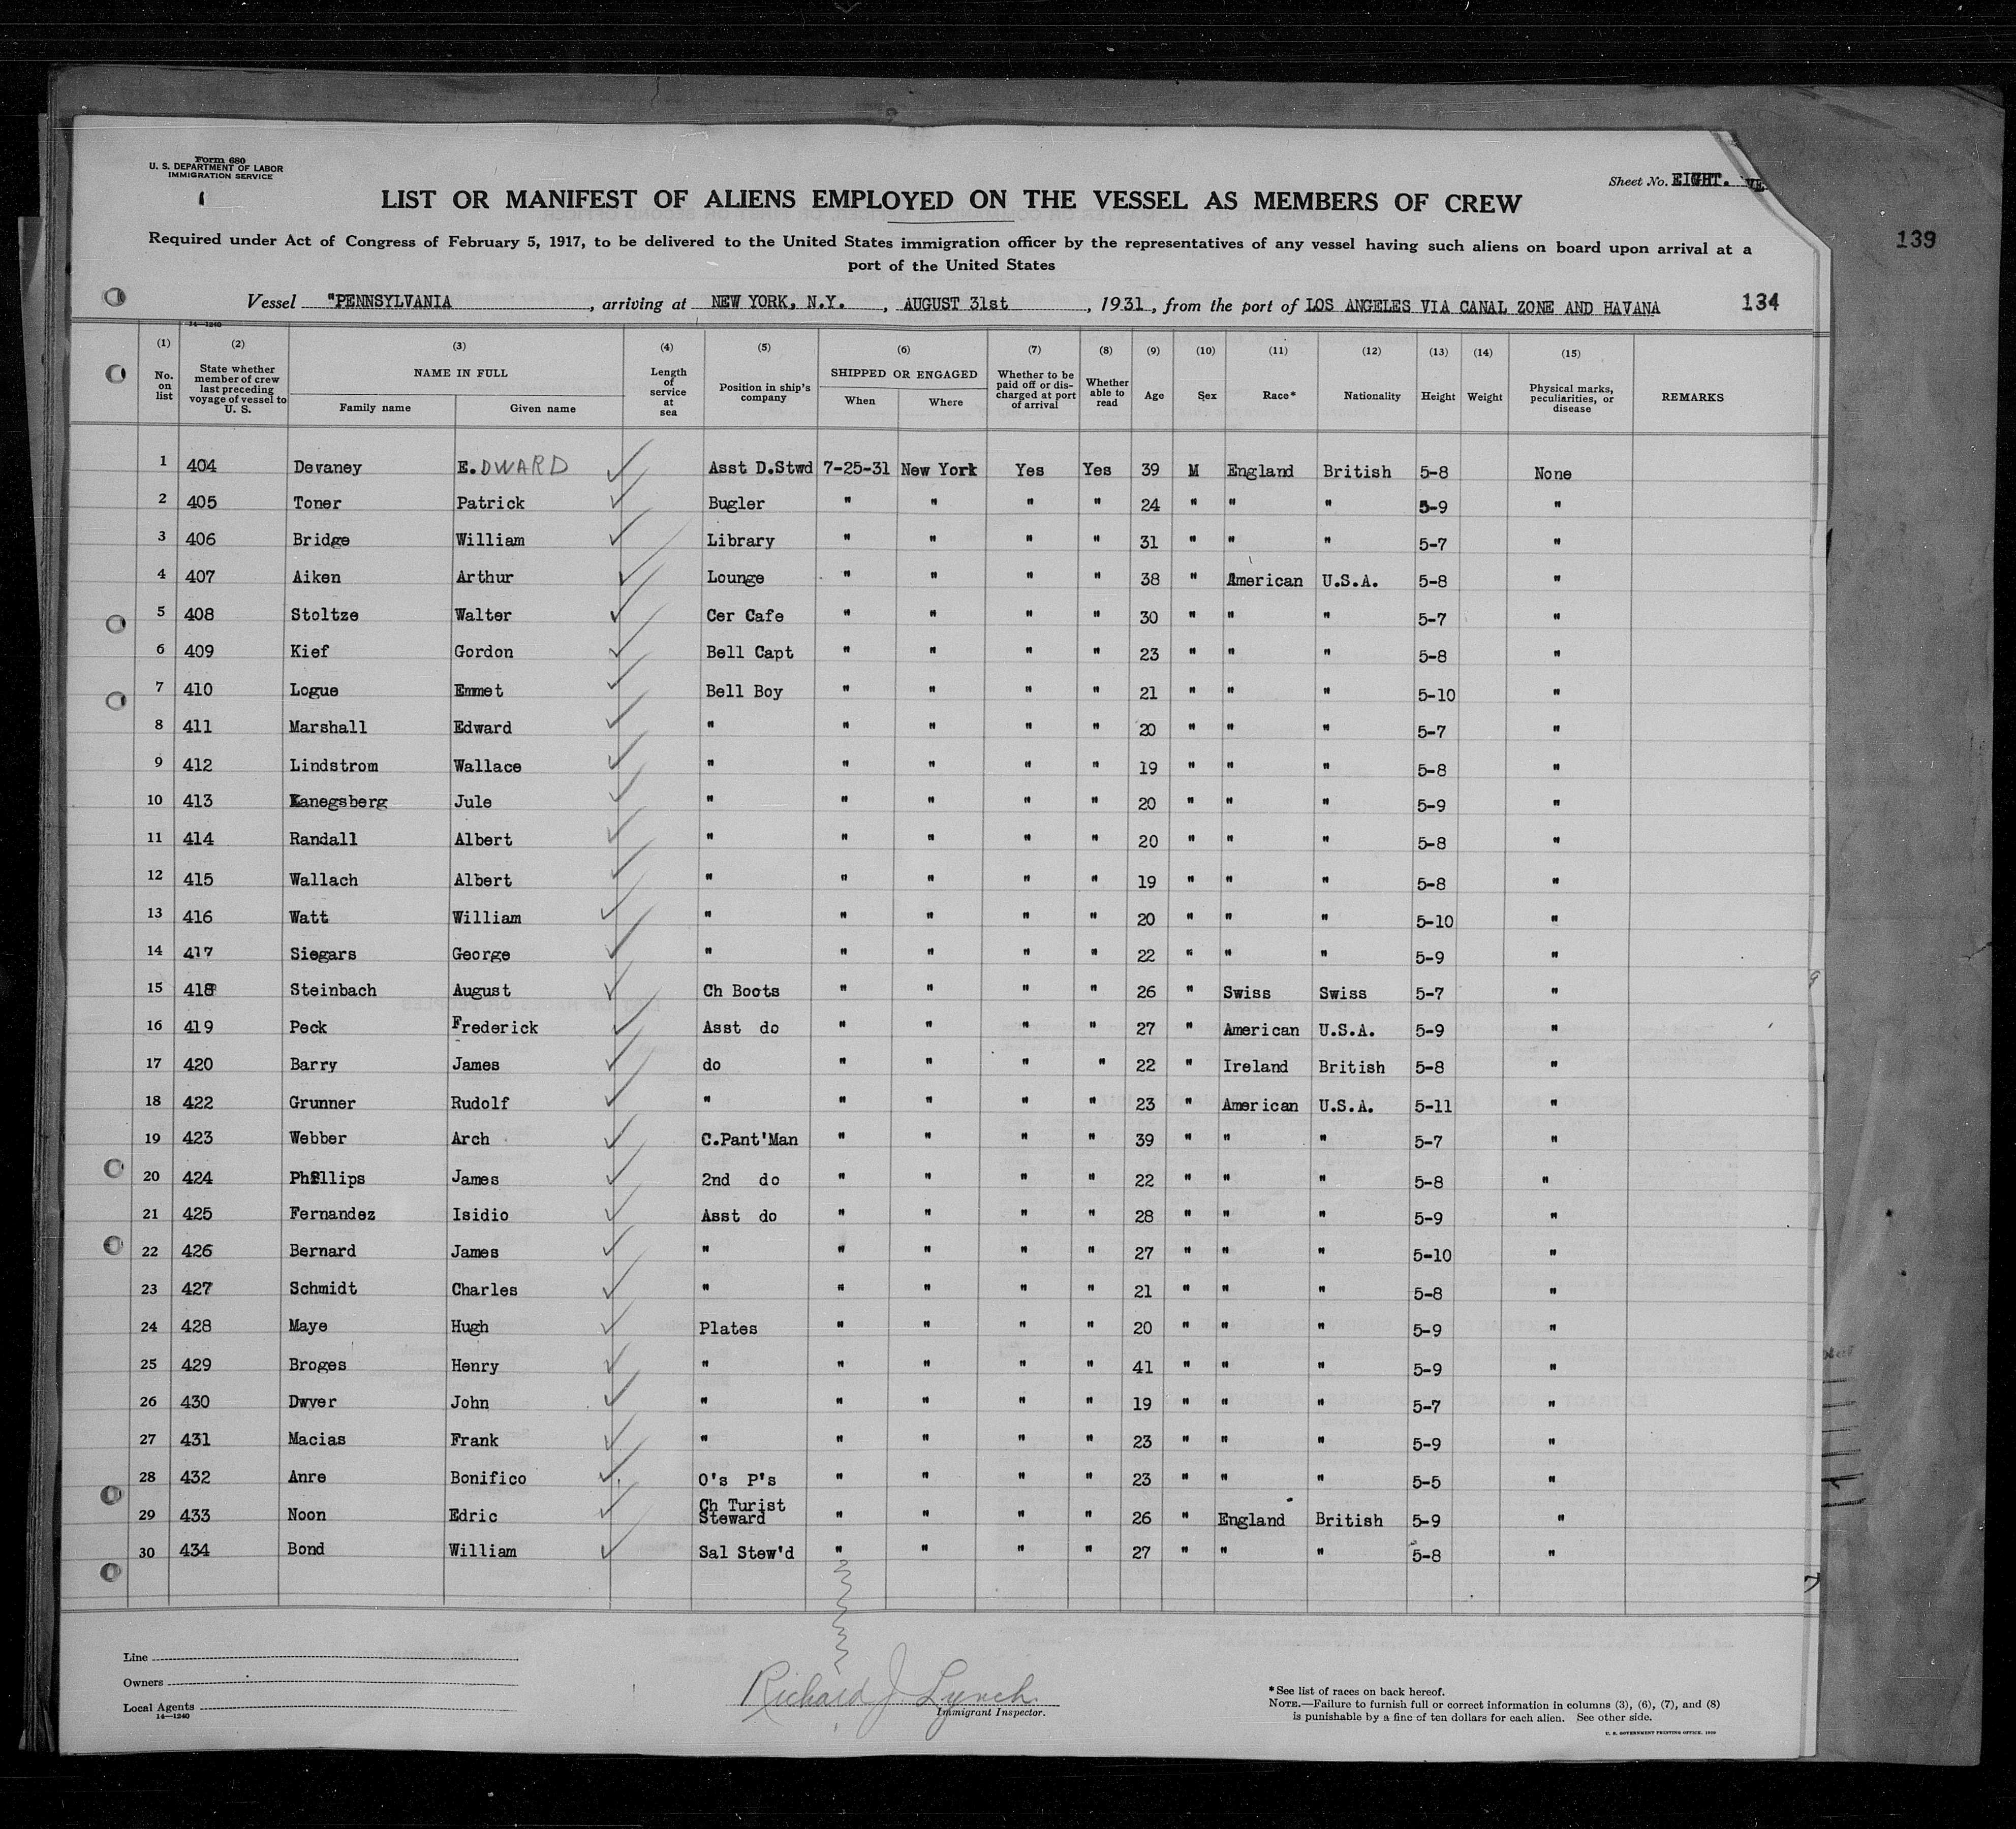 Form 680
U. S. DEPARTMENT OF LABOR
IMMIGRATION SERVICE
Sheet No. EIGHT.
LIST OR MANIFEST OF ALIENS EMPLOYED ON THE VESSEL AS MEMBERS OF CREW
139
Required under Act of Congress of February 5, 1917, to be delivered to the United States immigration officer by the representatives of any vessel having such aliens on board upon arrival at a
port of the United States
Vessel "PENNSYLVANIA, arriving at NEW YORK, N.Y., AUGUST 31st, 1931, from the port of LOS ANGELES VIA CANAL ZONE AND HAVANA 134
14—1240
(1) (2) (3) (4) (5) (6) (7) (8) (9) (10) (11) (12) (13) (14) (15)
No. on list State whether member of crew last preceding voyage of vessel to U. S. NAME IN FULL Family name Given name Length of service at sea Position in ship's company SHIPPED OR ENGAGED When Where Whether to be paid off or discharged at port of arrival Whether able to read Age Sex Race* Nationality Height Weight Physical marks, peculiarities, or disease REMARKS
1 404 Devaney E.DWARD ✓ Asst D.Stwd 7-25-31 New York Yes Yes 39 M England British 5-8 None
2 405 Toner Patrick ✓ Bugler " " " " 24 " " " 5-9 "
3 406 Bridge William ✓ Library " " " " 31 " " " 5-7 "
4 407 Aiken Arthur ✓ Lounge " " " " 38 " American U.S.A. 5-8 "
5 408 Stoltze Walter ✓ Cer Cafe " " " " 30 " " " 5-7 "
6 409 Kief Gordon ✓ Bell Capt " " " " 23 " " " 5-8 "
7 410 Logue Emmet ✓ Bell Boy " " " " 21 " " " 5-10 "
8 411 Marshall Edward ✓ " " " " " 20 " " " 5-7 "
9 412 Lindstrom Wallace ✓ " " " " " 19 " " " 5-8 "
10 413 Kanegsberg Jule ✓ " " " " " 20 " " " 5-9 "
11 414 Randall Albert ✓ " " " " " 20 " " " 5-8 "
12 415 Wallach Albert ✓ " " " " " 19 " " " 5-8 "
13 416 Watt William ✓ " " " " " 20 " " " 5-10 "
14 417 Siegars George ✓ " " " " " 22 " " " 5-9 "
15 418 Steinbach August ✓ Ch Boots " " " " 26 " Swiss Swiss 5-7 "
16 419 Peck Frederick ✓ Asst do " " " " 27 " American U.S.A. 5-9 "
17 420 Barry James ✓ do " " " " 22 " Ireland British 5-8 "
18 422 Grunner Rudolf ✓ " " " " " 23 " American U.S.A. 5-11 "
19 423 Webber Arch ✓ C.Pant'Man " " " " 39 " " " 5-7 "
20 424 Phillips James ✓ 2nd do " " " " 22 " " " 5-8 "
21 425 Fernandez Isidio ✓ Asst do " " " " 28 " " " 5-9 "
22 426 Bernard James ✓ " " " " " 27 " " " 5-10 "
23 427 Schmidt Charles ✓ " " " " " 21 " " " 5-8 "
24 428 Maye Hugh ✓ Plates " " " " 20 " " " 5-9 "
25 429 Broges Henry ✓ " " " " " 41 " " " 5-9 "
26 430 Dwyer John ✓ " " " " " 19 " " " 5-7 "
27 431 Macias Frank ✓ " " " " " 23 " " " 5-9 "
28 432 Anre Bonifico ✓ O's P's " " " " 23 " " " 5-5 "
29 433 Noon Edric ✓ Ch Turist Steward " " " " 26 " England British 5-9 "
30 434 Bond William ✓ Sal Stew'd " " " " 27 " " " 5-8 "
Line
Owners
Local Agents
14—1240
Richard J Lynch
Immigrant Inspector.
*See list of races on back hereof.
NOTE.—Failure to furnish full or correct information in columns (3), (6), (7), and (8)
is punishable by a fine of ten dollars for each alien. See other side.